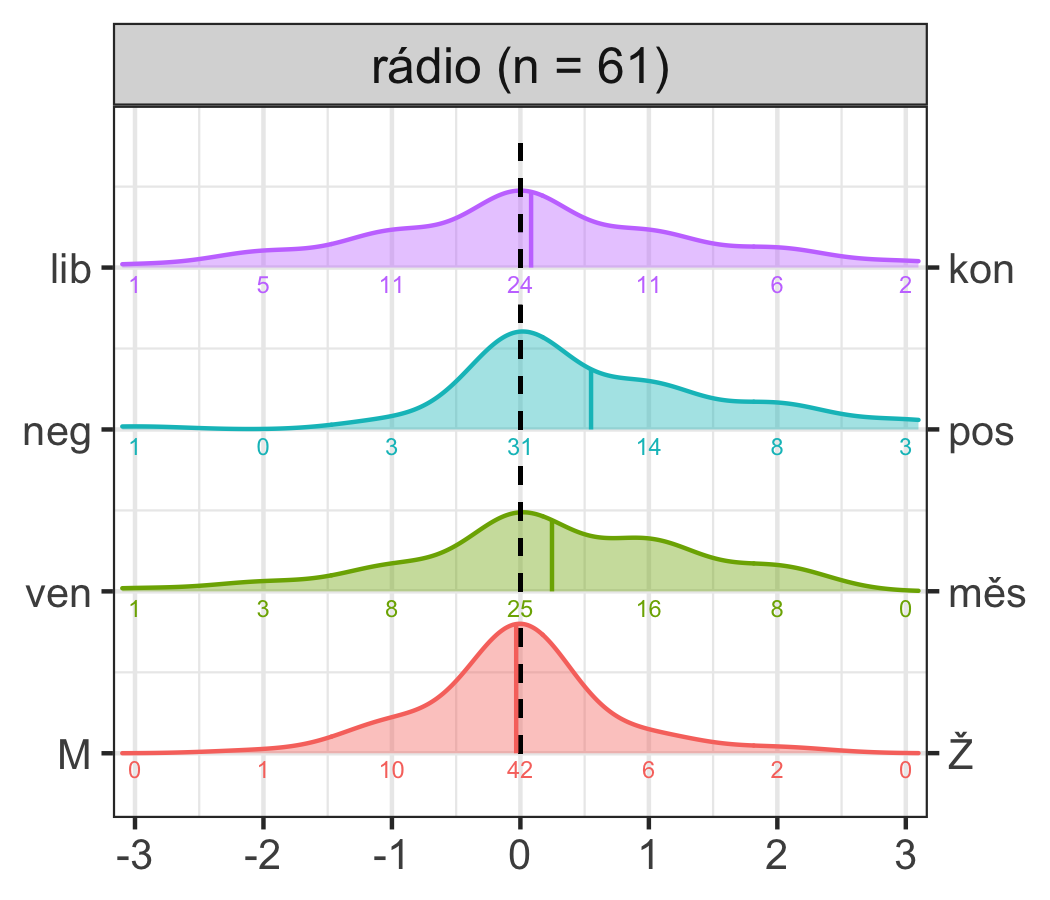 rádio (n = 61)
lib kon
1 5 11 24 11 6 2
neg pos
1 0 3 31 14 8 3
ven měs
1 3 8 25 16 8 0
M Ž
0 1 10 42 6 2 0
-3 -2 -1 0 1 2 3